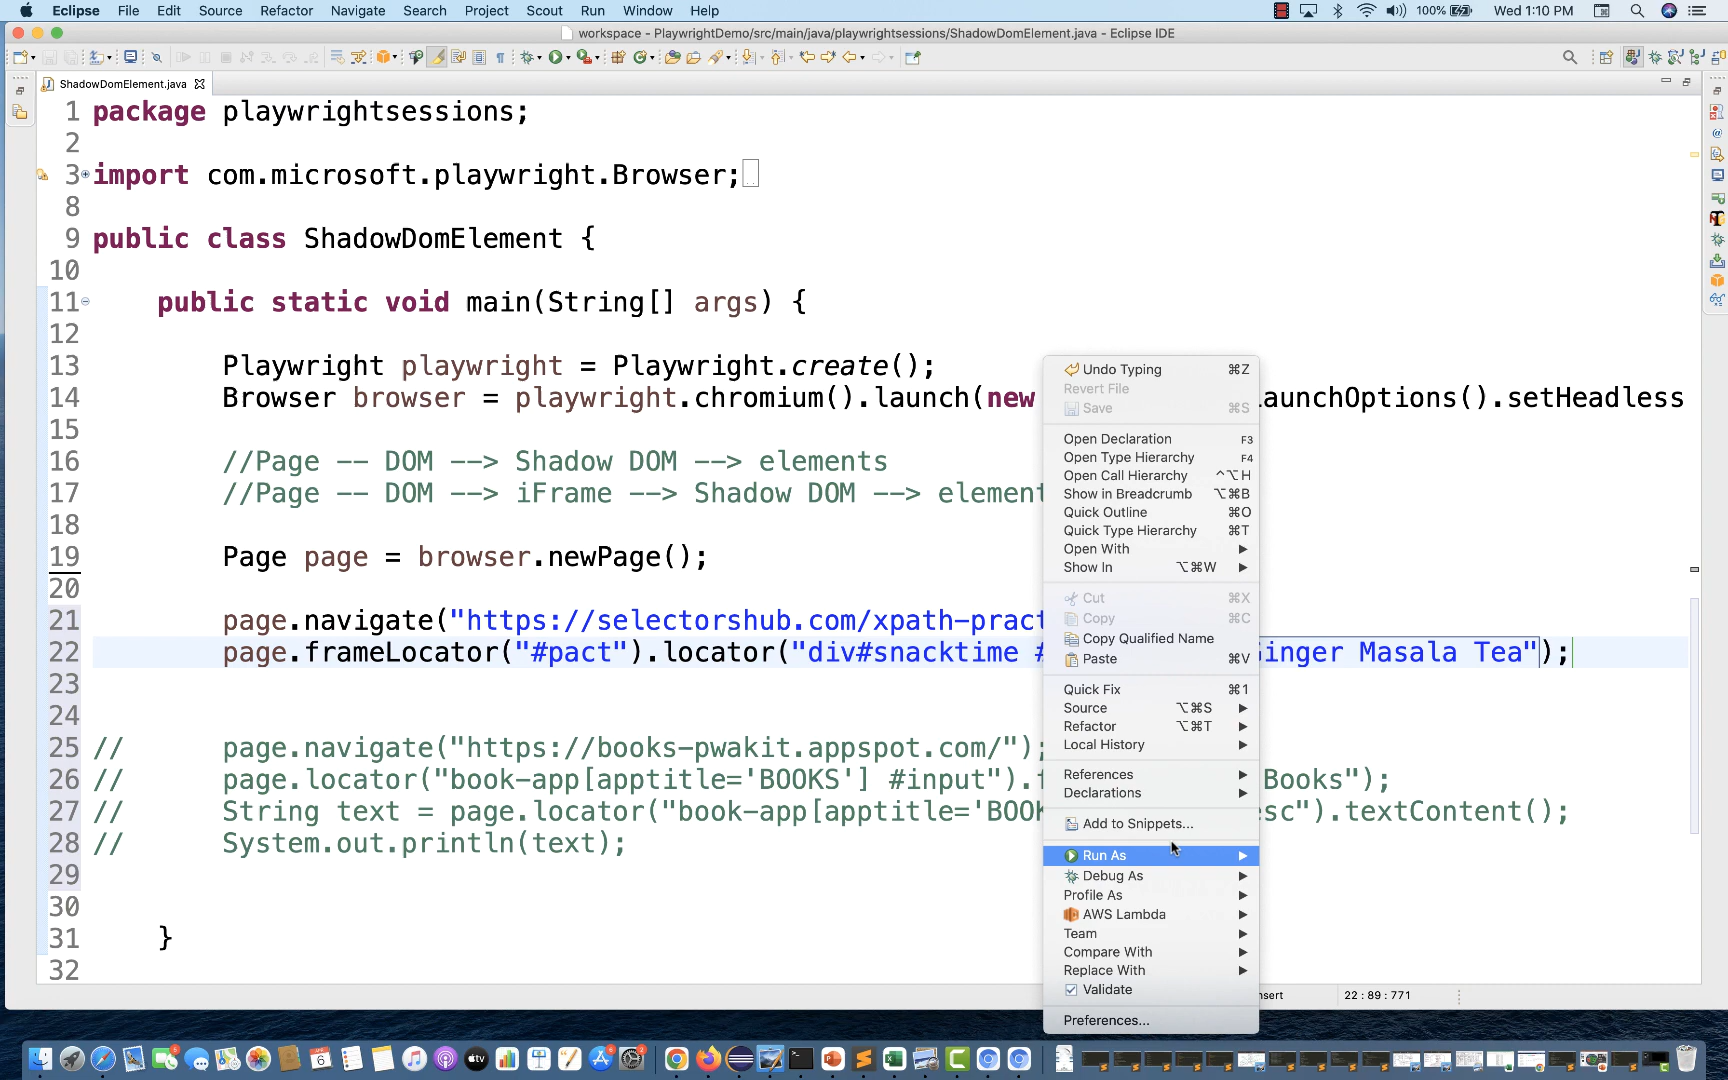 Eclipse File Edit Source Refactor Navigate Search Project Scout Run Window Help 100% Wed 1:10 PM
workspace - PlaywrightDemo/src/main/java/playwrightsessions/ShadowDomElement.java - Eclipse IDE
ShadowDomElement.java
1 package playwrightsessions;
2
3 import com.microsoft.playwright.Browser;
8
9 public class ShadowDomElement {
10
11 public static void main(String[] args) {
12
13 Playwright playwright = Playwright.create();
14 Browser browser = playwright.chromium().launch(new aunchOptions().setHeadless
15
16 //Page -- DOM --> Shadow DOM --> elements
17 //Page -- DOM --> iFrame --> Shadow DOM --> element
18
19 Page page = browser.newPage();
20
21 page.navigate("https://selectorshub.com/xpath-pract
22 page.frameLocator("#pact").locator("div#snacktime # inger Masala Tea");
23
24
25 // page.navigate("https://books-pwakit.appspot.com/");
26 // page.locator("book-app[apptitle='BOOKS'] #input").f Books");
27 // String text = page.locator("book-app[apptitle='BOOK esc").textContent();
28 // System.out.println(text);
29
30
31 }
32
Undo Typing ⌘Z
Revert File
Save ⌘S
Open Declaration F3
Open Type Hierarchy F4
Open Call Hierarchy ^⌥H
Show in Breadcrumb ⌥⌘B
Quick Outline ⌘O
Quick Type Hierarchy ⌘T
Open With
Show In ⌥⌘W
Cut ⌘X
Copy ⌘C
Copy Qualified Name
Paste ⌘V
Quick Fix ⌘1
Source ⌥⌘S
Refactor ⌥⌘T
Local History
References
Declarations
Add to Snippets...
Run As
Debug As
Profile As
AWS Lambda
Team
Compare With
Replace With
Validate
Preferences...
nsert 22 : 89 : 771